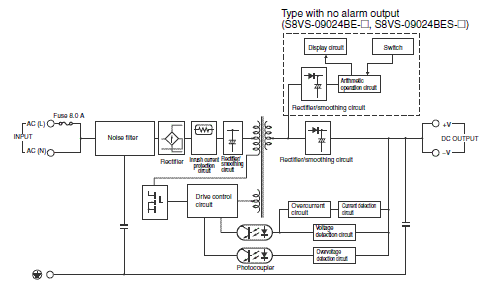 Type with no alarm output
(S8VS-09024BE-□, S8VS-09024BES-□)
Display circuit
Switch
Arithmetic
operation circuit
Rectifier/smoothing circuit
Fuse 8.0 A
AC (L)
INPUT
AC (N)
Noise filter
Rectifier
Inrush current
protection
circuit
Rectifier/
smoothing
circuit
Rectifier/smoothing circuit
+V
DC OUTPUT
-V
Drive control
circuit
Overcurrent
circuit
Current detection
circuit
Voltage
detection circuit
Overvoltage
detection circuit
Photocoupler